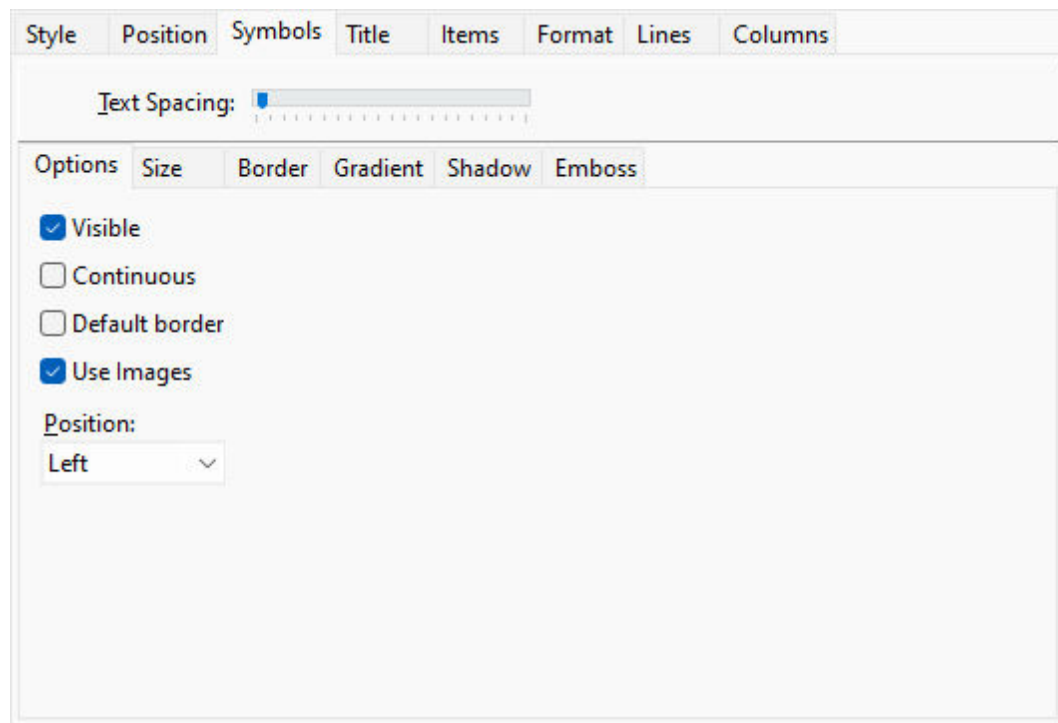 Style Position Symbols Title Items Format Lines Columns
Text Spacing:
Options Size Border Gradient Shadow Emboss
Visible
Continuous
Default border
Use Images
Position:
Left